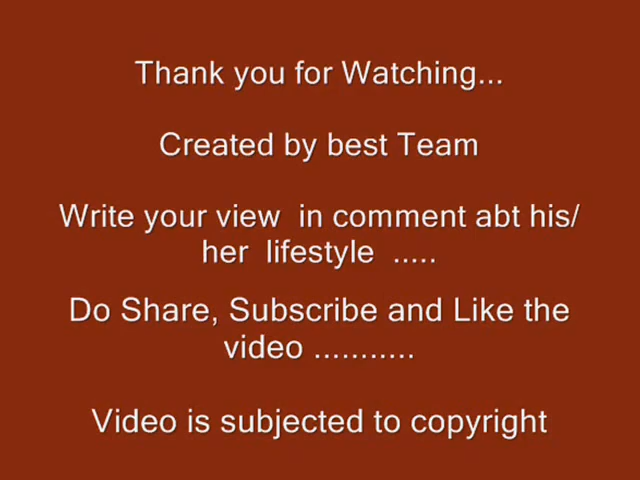 Thank you for Watching...
Created by best Team
Write your view  in comment abt his/
her  lifestyle  .....
Do Share, Subscribe and Like the
video ...........
Video is subjected to copyright